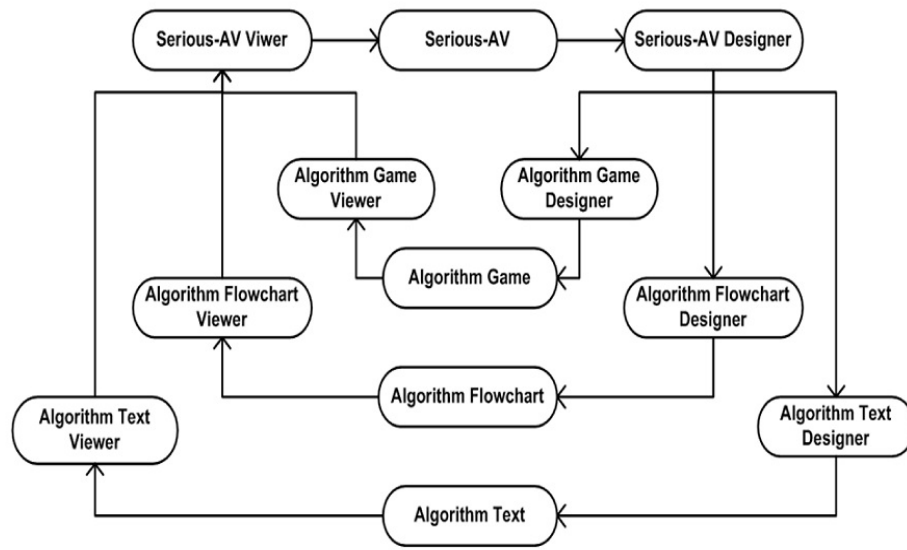 Serious-AV Viwer
Serious-AV
Serious-AV Designer
Algorithm Game
Viewer
Algorithm Game
Designer
Algorithm Game
Algorithm Flowchart
Viewer
Algorithm Flowchart
Designer
Algorithm Flowchart
Algorithm Text
Viewer
Algorithm Text
Designer
Algorithm Text